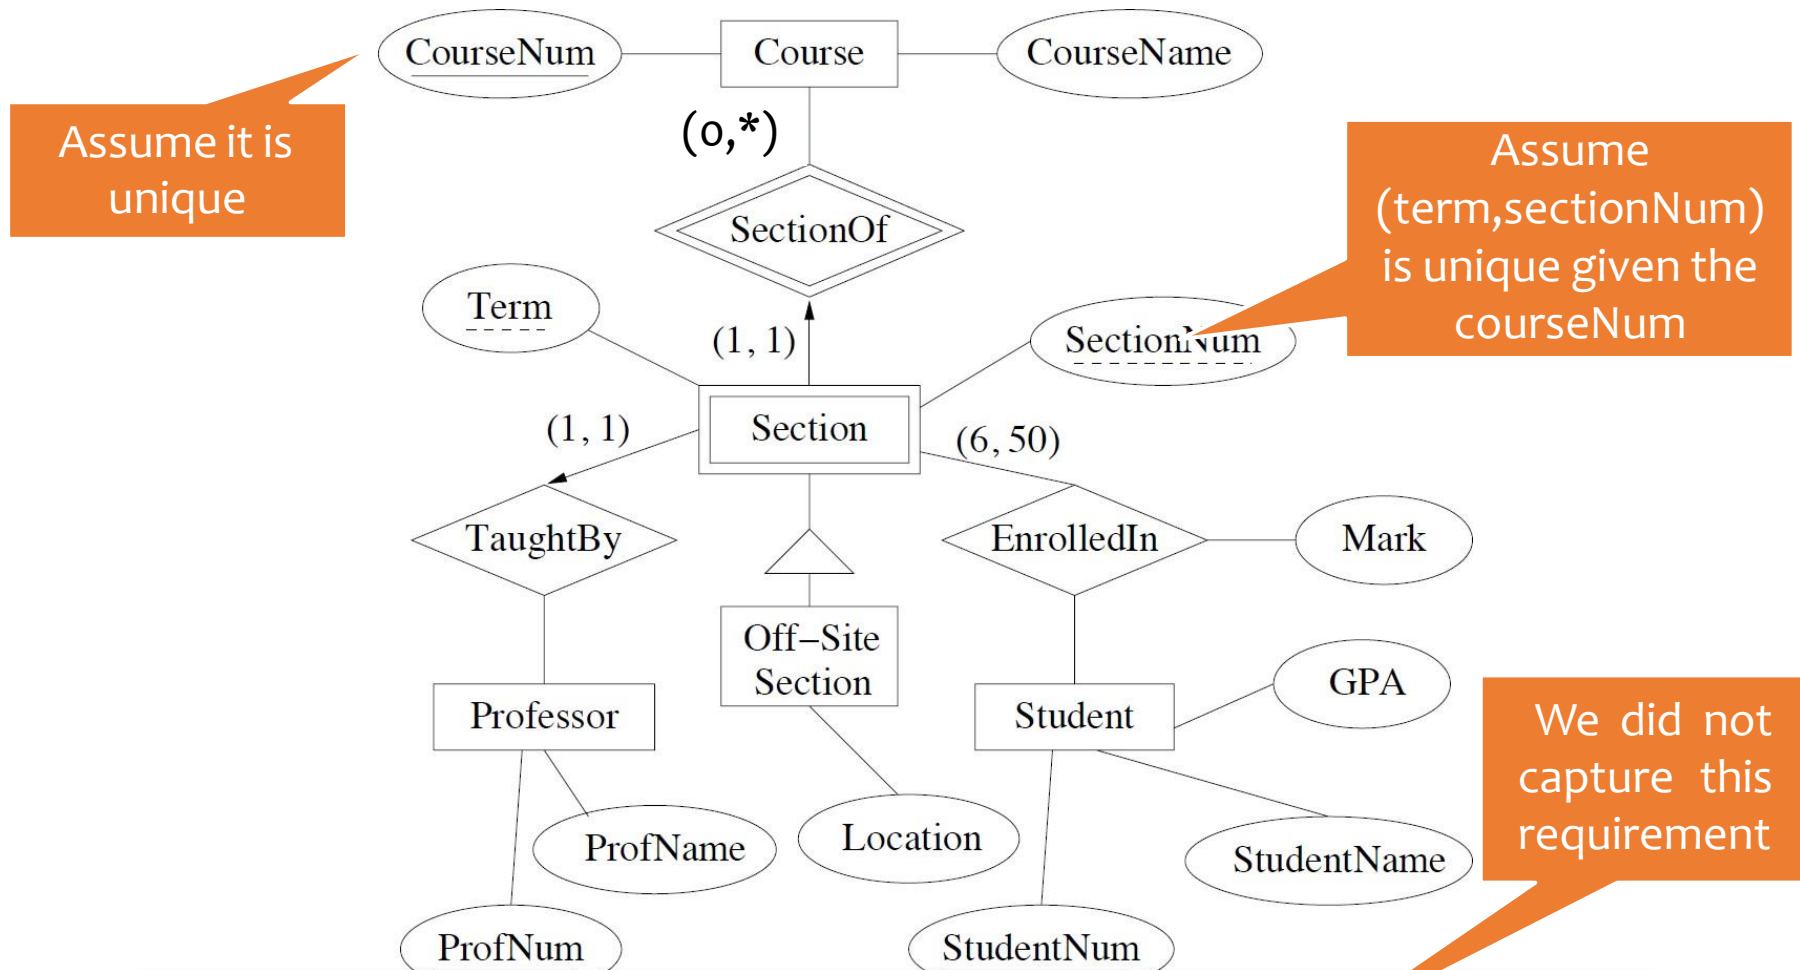 CourseNum
Course
CourseName
Assume it is
unique
(0,*)
Assume
(term,sectionNum)
is unique given the
courseNum
SectionOf
Term
(1, 1)
SectionNum
(1, 1)
Section
(6, 50)
TaughtBy
EnrolledIn
Mark
Off–Site
Section
Professor
Student
GPA
We did not
capture this
requirement
ProfName
Location
StudentName
ProfNum
StudentNum